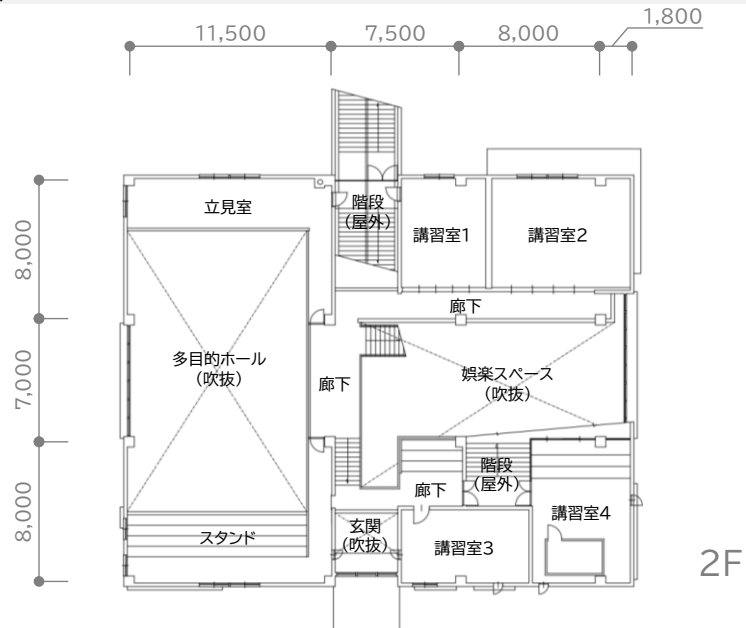 11,500
7,500
8,000
1,800
8,000
7,000
8,000
立見室
階段
（屋外）
講習室1
講習室2
廊下
多目的ホール
（吹抜）
廊下
娯楽スペース
（吹抜）
階段
（屋外）
廊下
講習室4
スタンド
玄関
（吹抜）
講習室3
2F